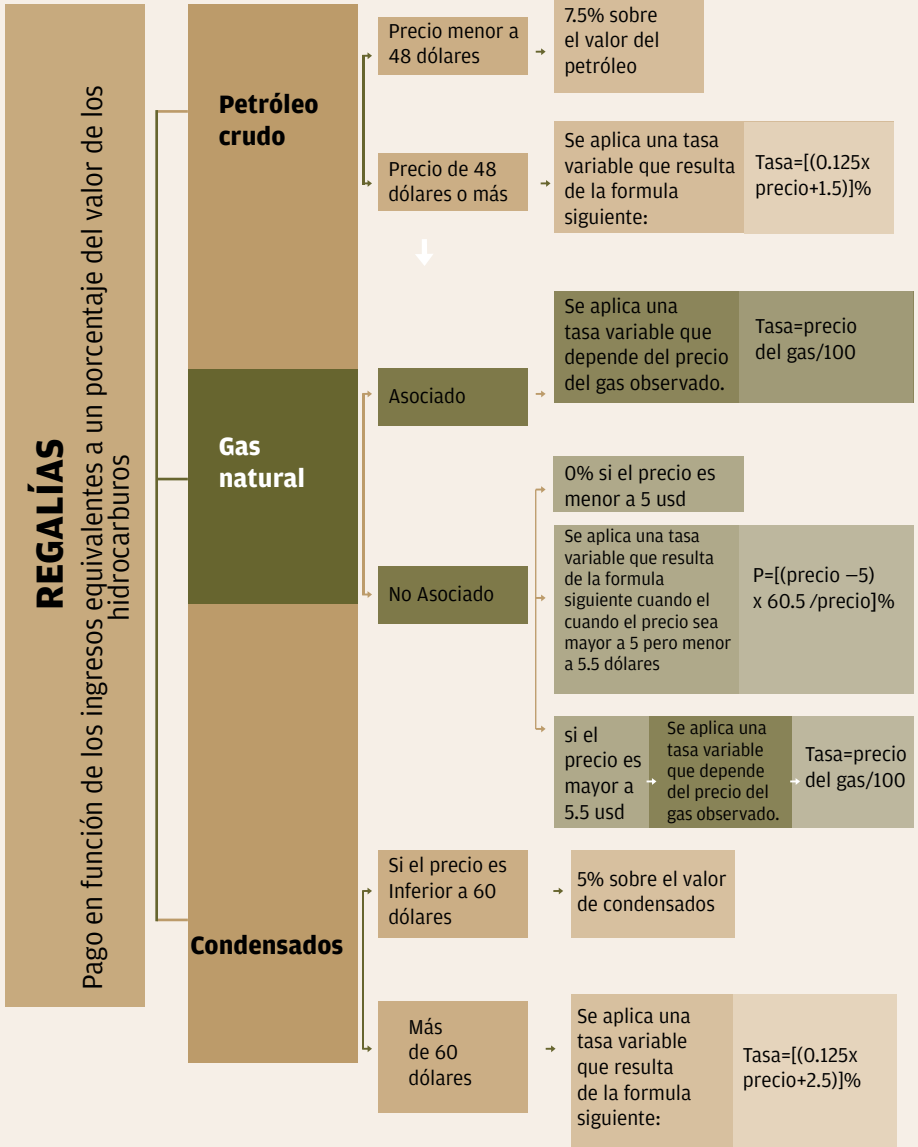 REGALÍAS
Pago en función de los ingresos equivalentes a un porcentaje del valor de los
hidrocarburos
Petróleo
crudo
Precio menor a
48 dólares
7.5% sobre
el valor del
petróleo
Precio de 48
dólares o más
Se aplica una tasa
variable que resulta
de la formula
siguiente:
Tasa=[(0.125x
precio+1.5)]%
Gas
natural
Asociado
Se aplica una
tasa variable que
depende del precio
del gas observado.
Tasa=precio
del gas/100
No Asociado
0% si el precio es
menor a 5 usd
Se aplica una tasa
variable que resulta
de la formula
siguiente cuando el
cuando el precio sea
mayor a 5 pero menor
a 5.5 dólares
P=[(precio –5)
x 60.5 /precio]%
si el
precio es
mayor a
5.5 usd
Se aplica una
tasa variable
que depende
del precio del
gas observado.
Tasa=precio
del gas/100
Condensados
Si el precio es
Inferior a 60
dólares
5% sobre el valor
de condensados
Más
de 60
dólares
Se aplica una
tasa variable
que resulta
de la formula
siguiente:
Tasa=[(0.125x
precio+2.5)]%